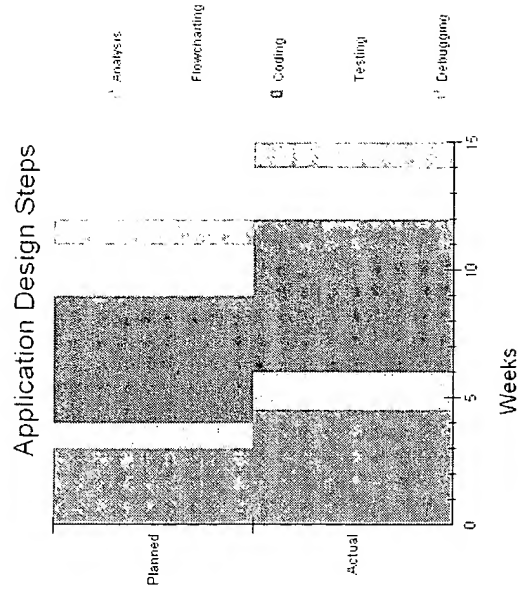 Application Design Steps
Planned
Actual
0
5
10
15
Weeks
Analysis
Flowcharting
Coding
Testing
Debugging